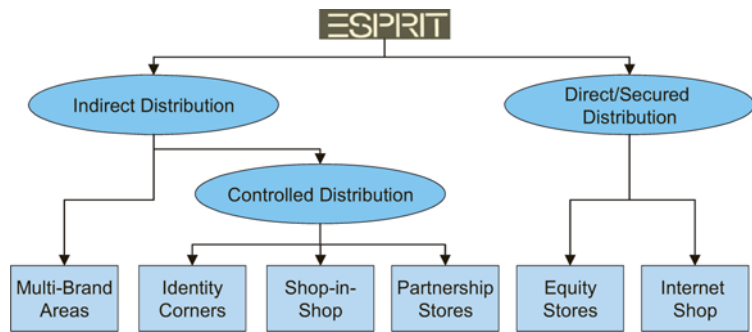 ESPRIT
Indirect Distribution
Direct/Secured
Distribution
Controlled Distribution
Multi-Brand
Areas
Identity
Corners
Shop-in-
Shop
Partnership
Stores
Equity
Stores
Internet
Shop